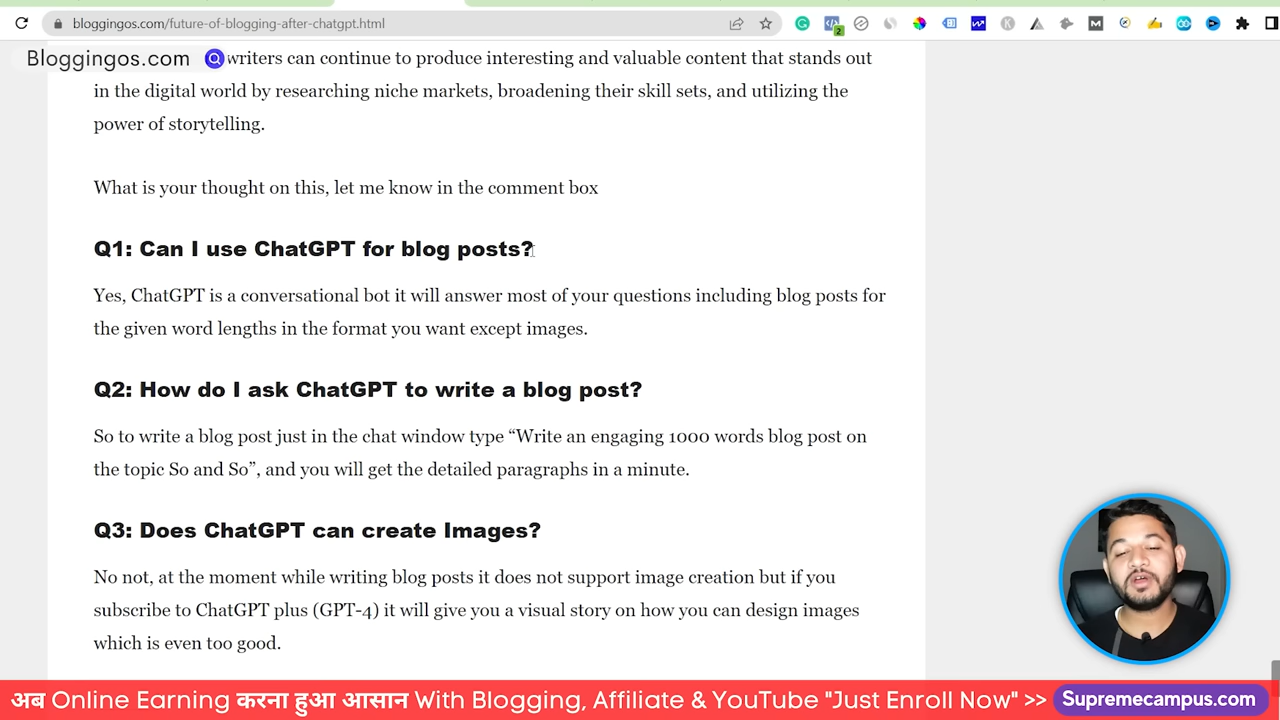 bloggingos.com/future-of-blogging-after-chatgpt.html
2
Bloggingos.com
writers can continue to produce interesting and valuable content that stands out
in the digital world by researching niche markets, broadening their skill sets, and utilizing the
power of storytelling.
What is your thought on this, let me know in the comment box
Q1: Can I use ChatGPT for blog posts?
Yes, ChatGPT is a conversational bot it will answer most of your questions including blog posts for
the given word lengths in the format you want except images.
Q2: How do I ask ChatGPT to write a blog post?
So to write a blog post just in the chat window type “Write an engaging 1000 words blog post on
the topic So and So”, and you will get the detailed paragraphs in a minute.
Q3: Does ChatGPT can create Images?
No not, at the moment while writing blog posts it does not support image creation but if you
subscribe to ChatGPT plus (GPT-4) it will give you a visual story on how you can design images
which is even too good.
अब Online Earning करना हुआ आसान With Blogging, Affiliate & YouTube "Just Enroll Now" >> Supremecampus.com